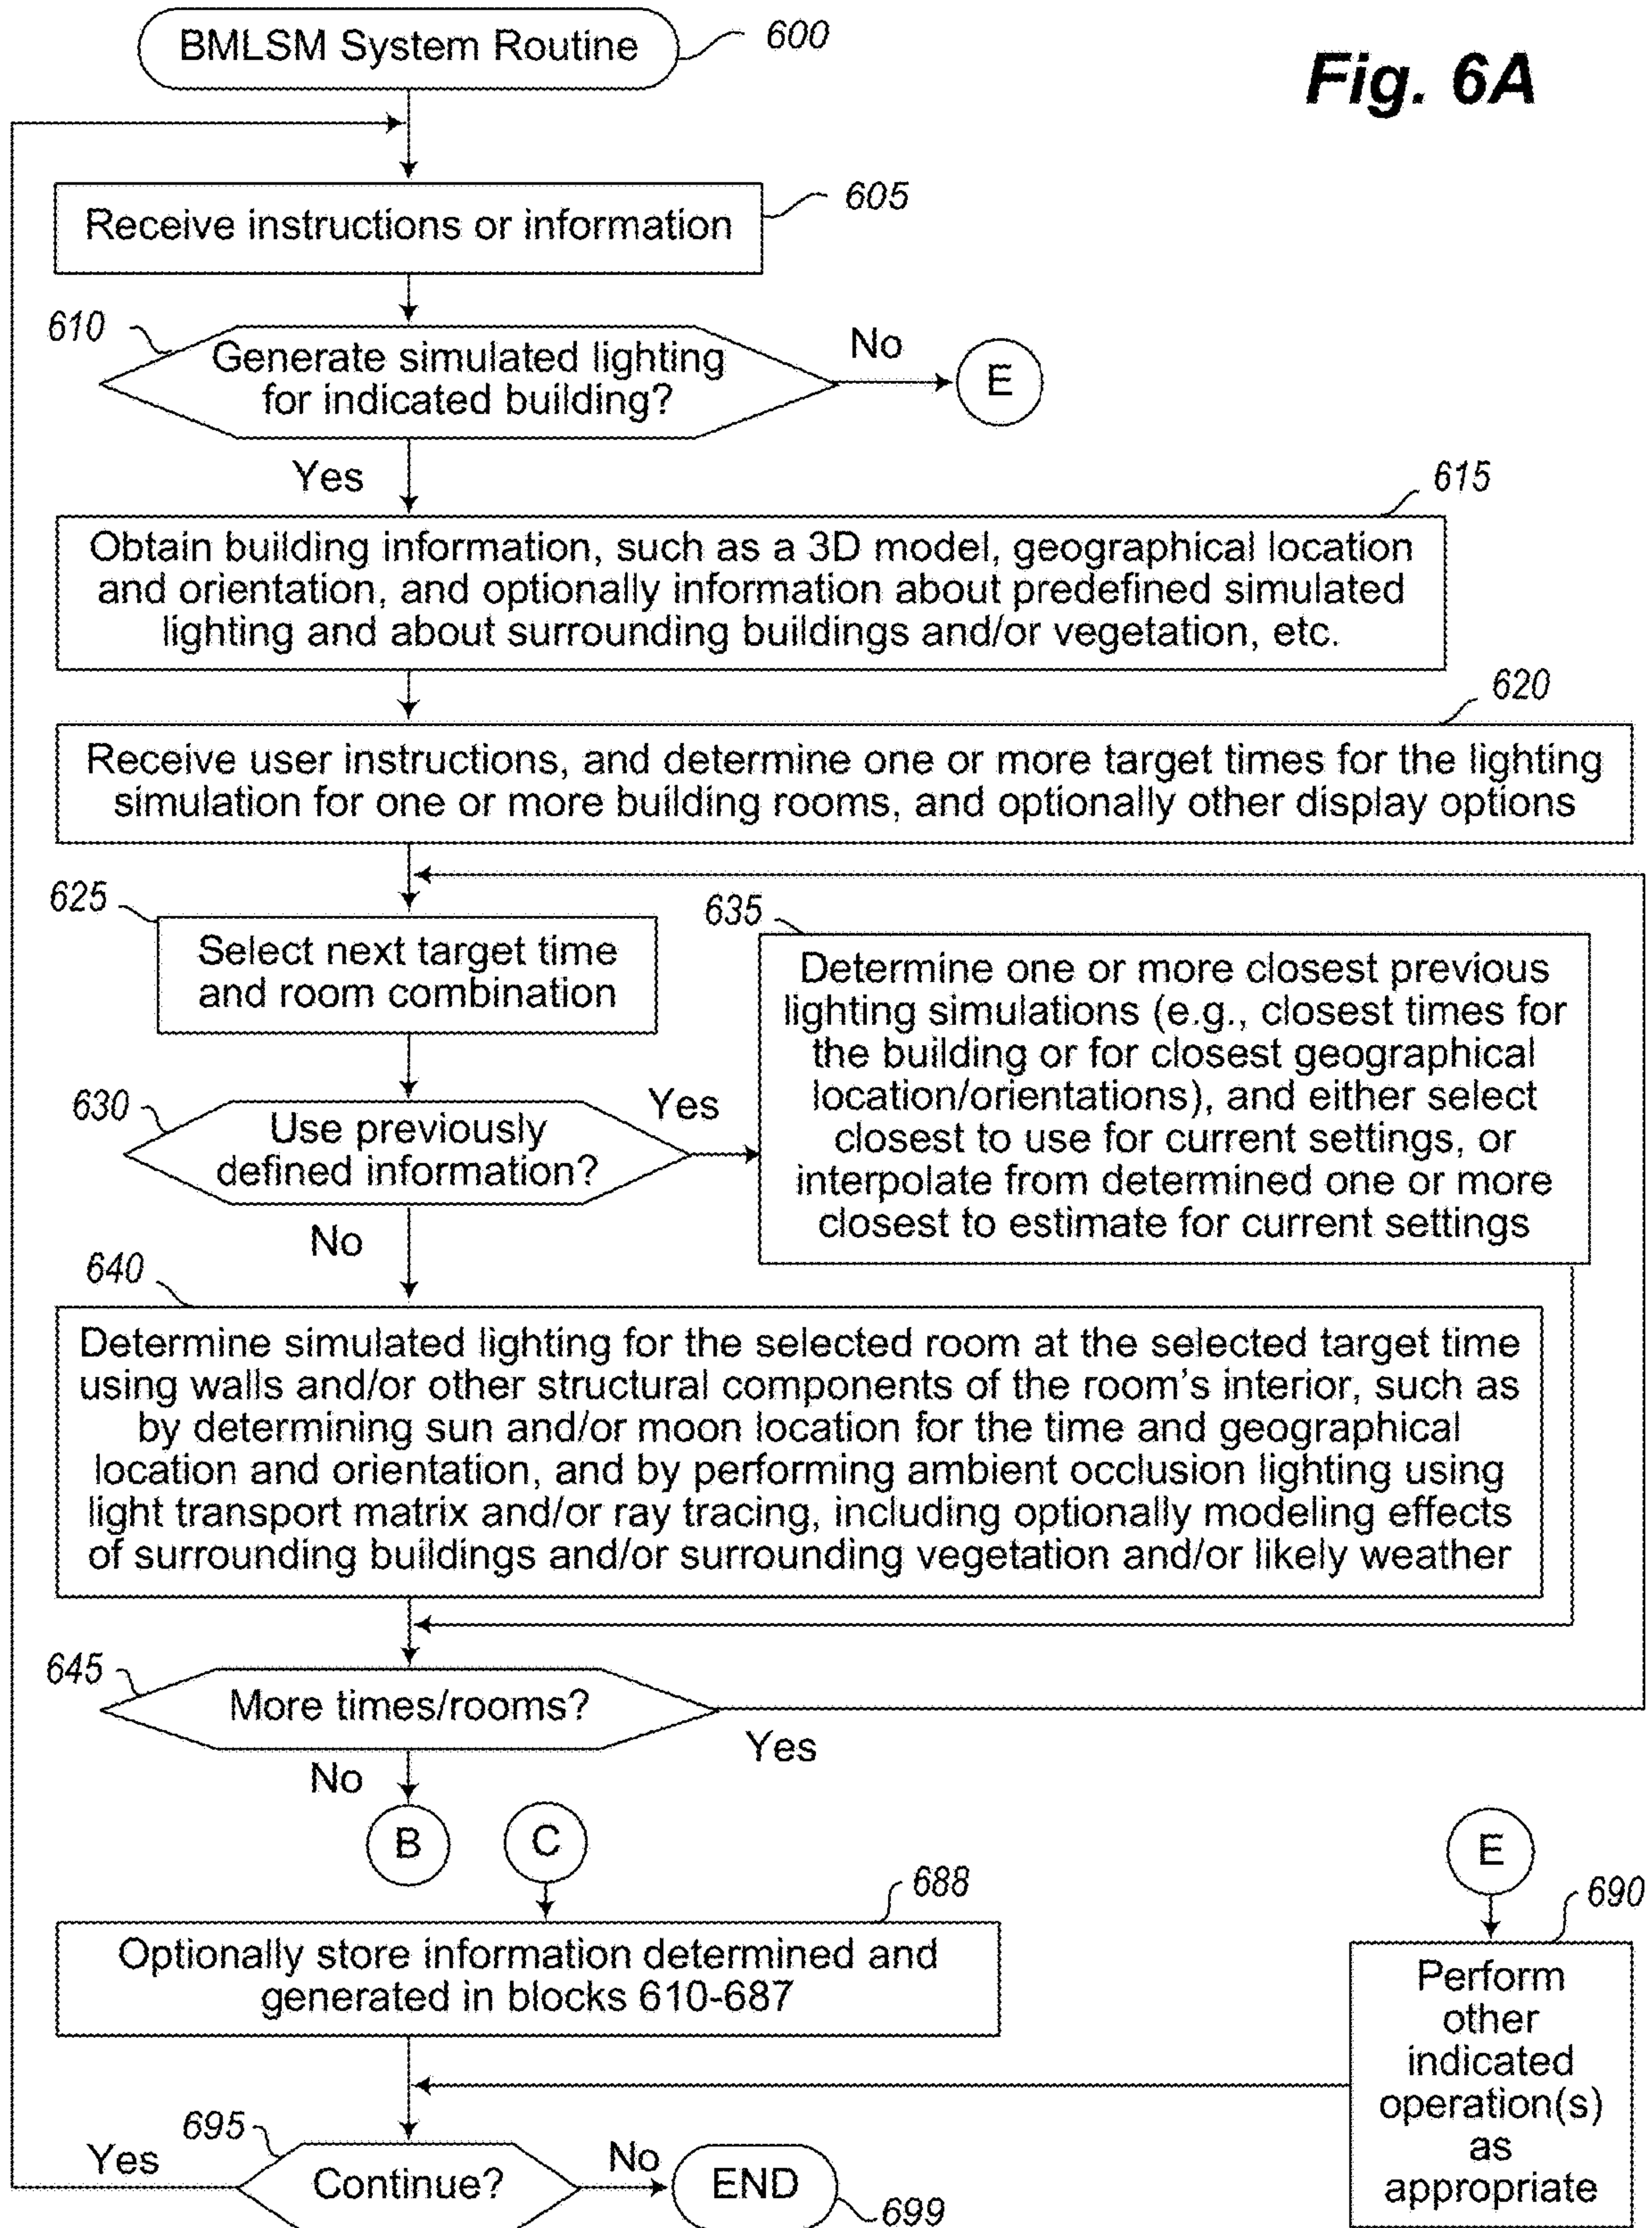 BMLSM System Routine
600
Fig. 6A
Receive instructions or information
605
610
Generate simulated lighting
for indicated building?
No
E
Yes
615
Obtain building information, such as a 3D model, geographical location
and orientation, and optionally information about predefined simulated
lighting and about surrounding buildings and/or vegetation, etc.
620
Receive user instructions, and determine one or more target times for the lighting
simulation for one or more building rooms, and optionally other display options
625
Select next target time
and room combination
635
Determine one or more closest previous
lighting simulations (e.g., closest times for
the building or for closest geographical
location/orientations), and either select
closest to use for current settings, or
interpolate from determined one or more
closest to estimate for current settings
630
Use previously
defined information?
Yes
No
640
Determine simulated lighting for the selected room at the selected target time
using walls and/or other structural components of the room's interior, such as
by determining sun and/or moon location for the time and geographical
location and orientation, and by performing ambient occlusion lighting using
light transport matrix and/or ray tracing, including optionally modeling effects
of surrounding buildings and/or surrounding vegetation and/or likely weather
645
More times/rooms?
Yes
No
B
C
E
688
Optionally store information determined and
generated in blocks 610-687
690
Perform
other
indicated
operation(s)
as
appropriate
695
Yes
Continue?
No
END
699